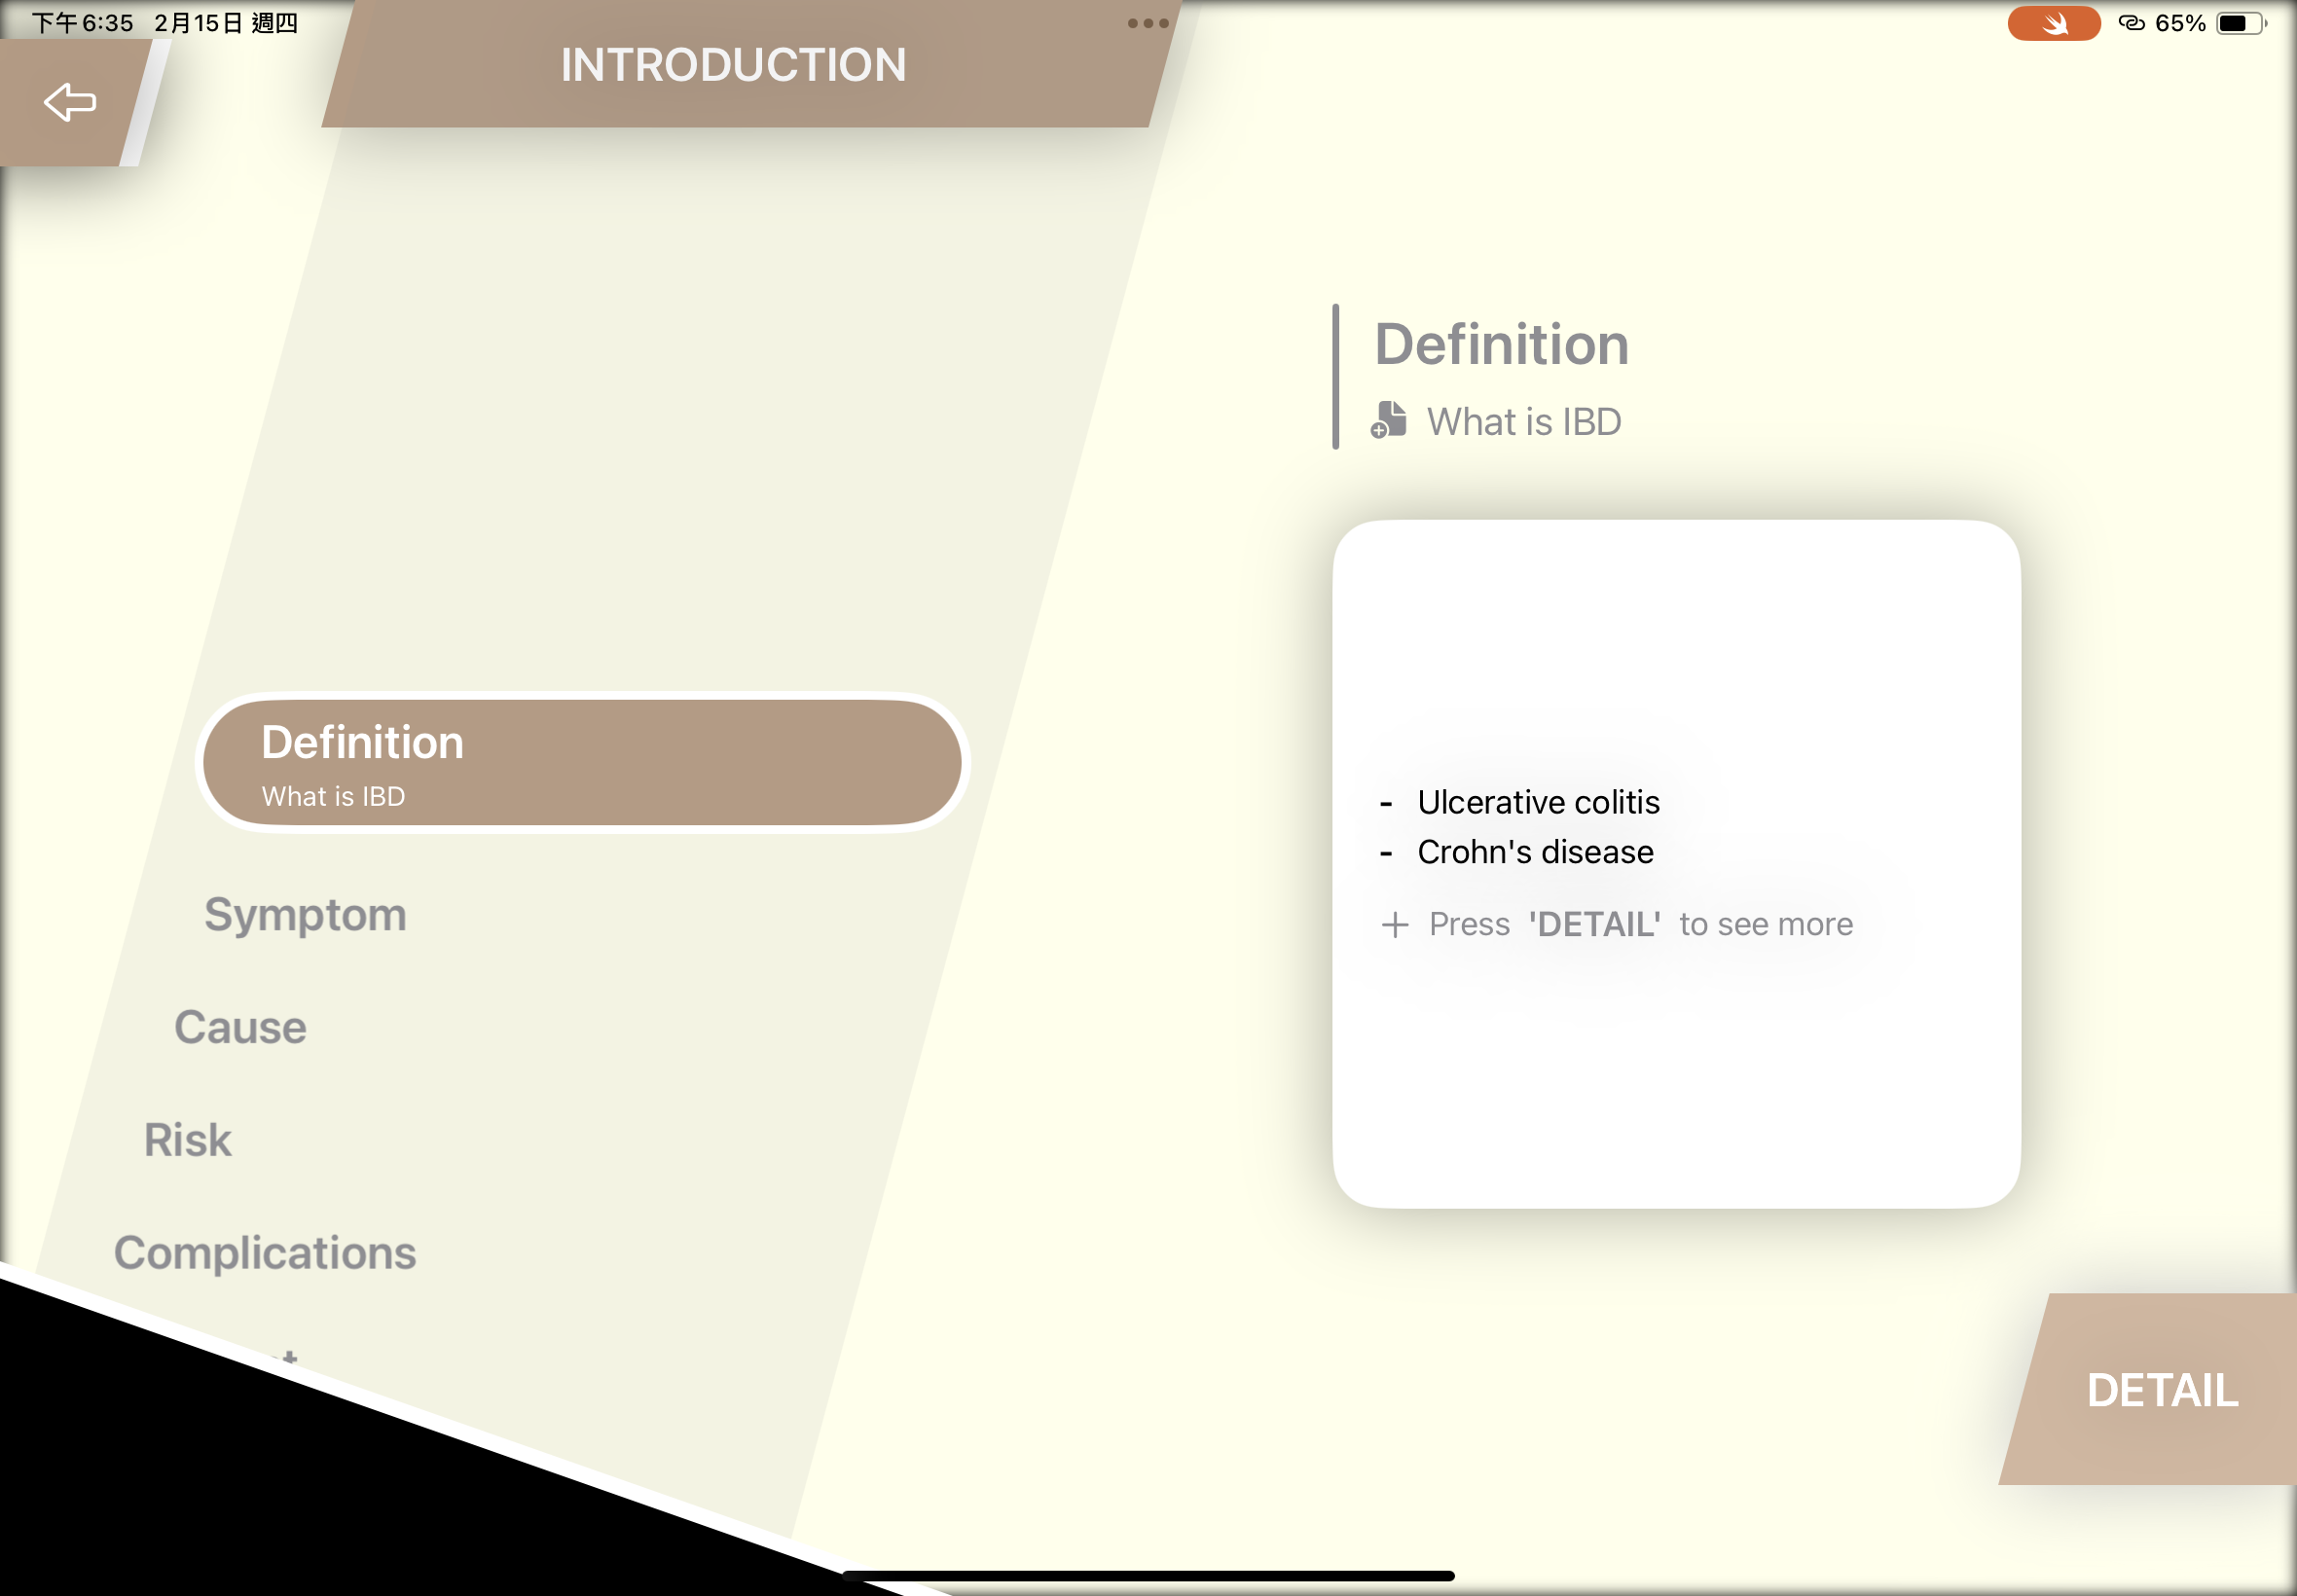 下午6:35 2月15日 週四
65%
INTRODUCTION
Definition
What is IBD
Symptom
Cause
Risk
Complications
Definition
What is IBD
- Ulcerative colitis
- Crohn's disease
+ Press 'DETAIL' to see more
DETAIL